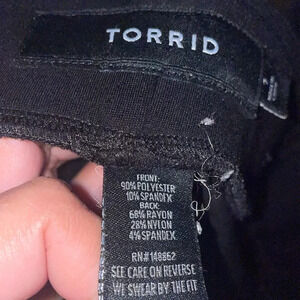 TORRID
FRONT:
90% POLYESTER
10% SPANDEX
BACK:
68% RAYON
28% NYLON
4% SPANDEX
RN# 148862
SEE CARE ON REVERSE
WE SWEAR BY THE FIT